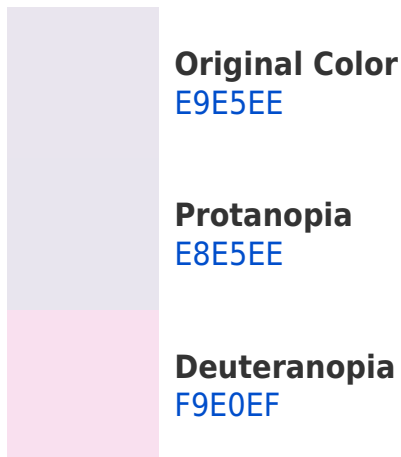 Original Color
E9E5EE
Protanopia
E8E5EE
Deuteranopia
F9E0EF